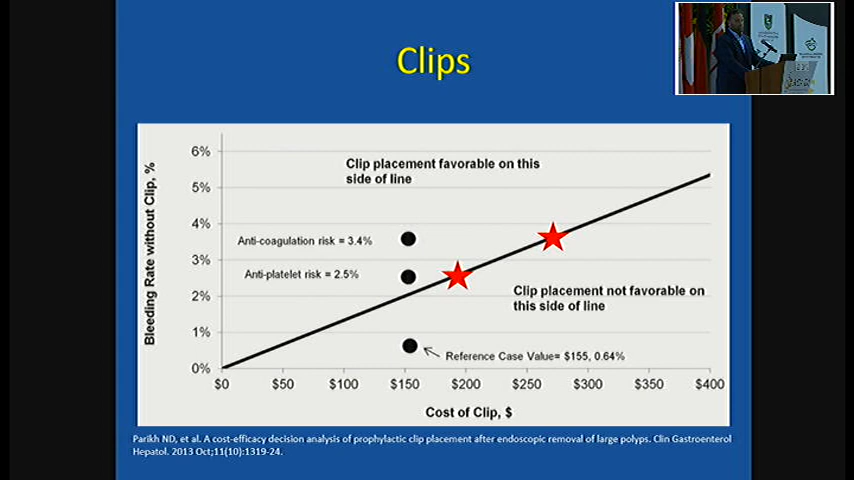 Clips
Bleeding Rate without Clip, %
6%
5%
4%
3%
2%
1%
0%
Clip placement favorable on this
side of line
Anti-coagulation risk = 3.4%
Anti-platelet risk = 2.5%
Clip placement not favorable on
this side of line
Reference Case Value= $155, 0.64%
$0 $50 $100 $150 $200 $250 $300 $350 $400
Cost of Clip, $
Parikh ND, et al. A cost-efficacy decision analysis of prophylactic clip placement after endoscopic removal of large polyps. Clin Gastroenterol
Hepatol. 2013 Oct;11(10):1319-24.